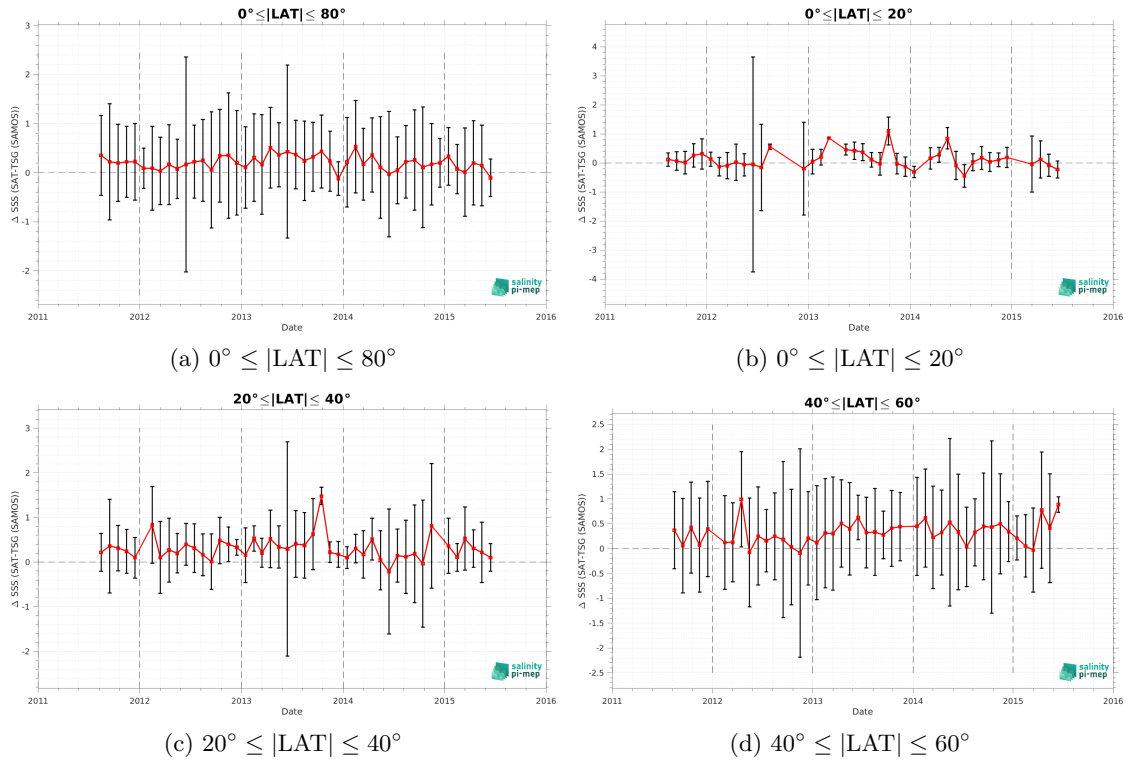 0°≤|LAT|≤ 80°
3
2
1
0
-1
-2
Δ SSS (SAT-TSG (SAMOS))
2011 2012 2013 2014 2015 2016
Date
salinity
pi-mep
(a) 0° ≤ |LAT| ≤ 80°
0°≤|LAT|≤ 20°
4
3
2
1
0
-1
-2
-3
-4
Δ SSS (SAT-TSG (SAMOS))
2011 2012 2013 2014 2015 2016
Date
salinity
pi-mep
(b) 0° ≤ |LAT| ≤ 20°
20°≤|LAT|≤ 40°
3
2
1
0
-1
-2
Δ SSS (SAT-TSG (SAMOS))
2011 2012 2013 2014 2015 2016
Date
salinity
pi-mep
(c) 20° ≤ |LAT| ≤ 40°
40°≤|LAT|≤ 60°
2.5
2
1.5
1
0.5
0
-0.5
-1
-1.5
-2
-2.5
Δ SSS (SAT-TSG (SAMOS))
2011 2012 2013 2014 2015 2016
Date
salinity
pi-mep
(d) 40° ≤ |LAT| ≤ 60°